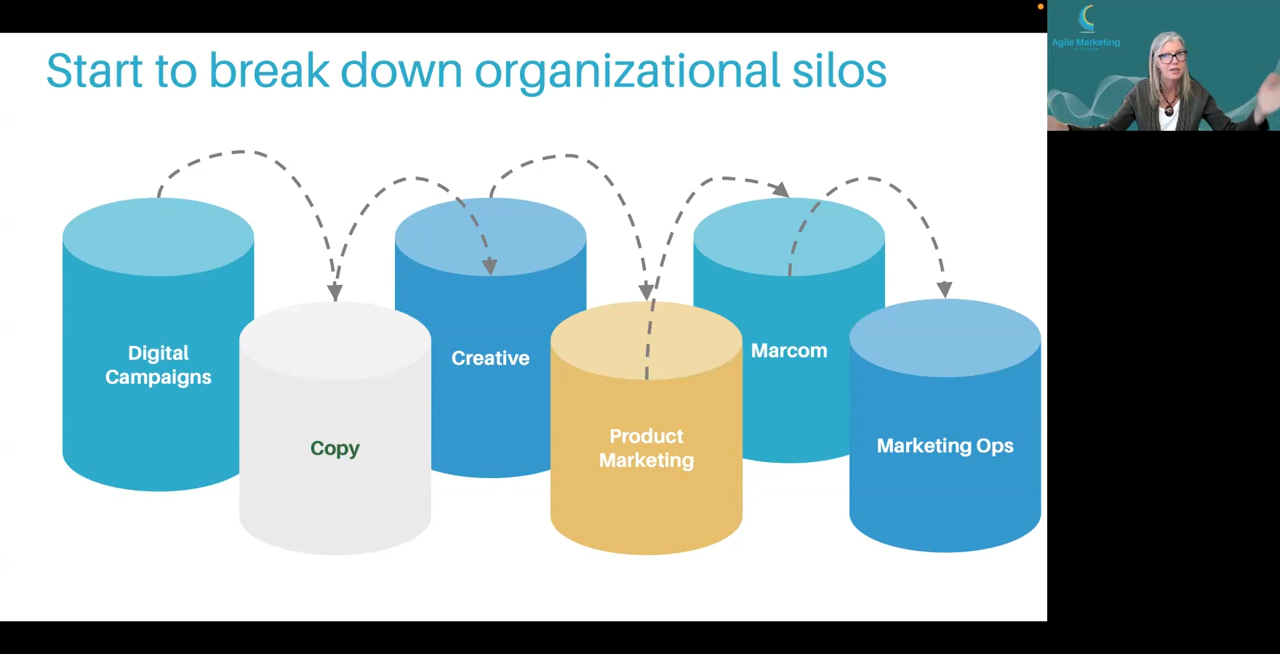 Start to break down organizational silos
Agile Marketing
Digital
Campaigns
Copy
Creative
Product
Marketing
Marcom
Marketing Ops